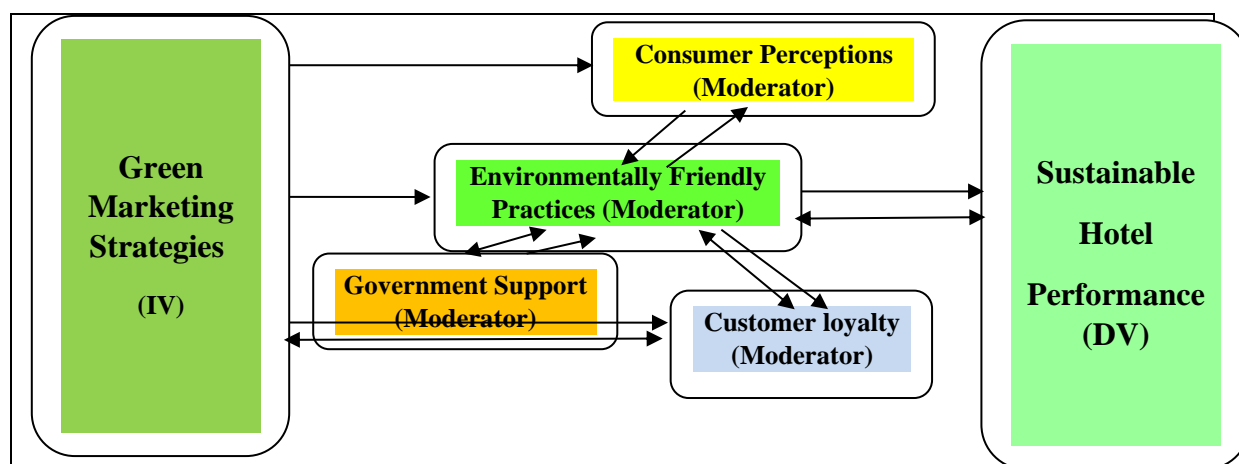 Green
Marketing
Strategies
(IV)
Consumer Perceptions
(Moderator)
Environmentally Friendly
Practices (Moderator)
Government Support
(Moderator)
Customer loyalty
(Moderator)
Sustainable
Hotel
Performance
(DV)